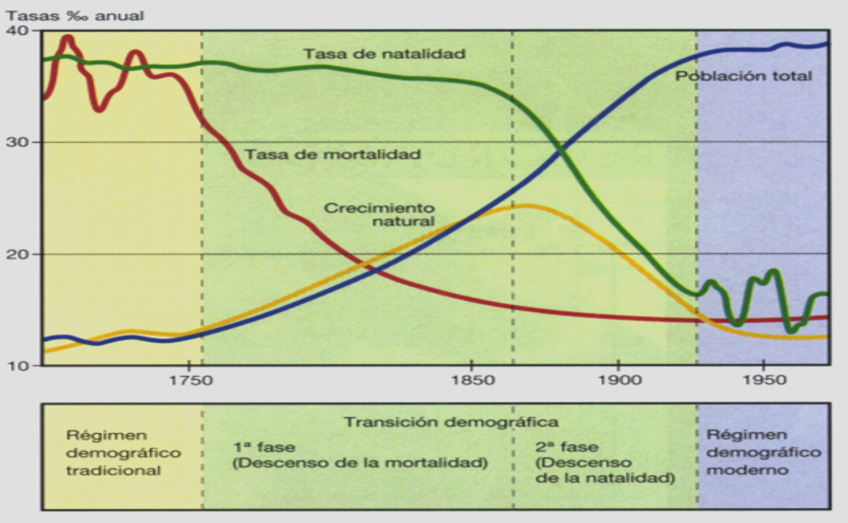 Tasas ‰ anual
40
Tasa de natalidad
Población total
30
Tasa de mortalidad
Crecimiento
natural
20
10
1750
1850
1900
1950
Transición demográfica
Régimen
demográfico
tradicional
1ª fase
(Descenso de la mortalidad)
2ª fase
(Descenso
de la natalidad)
Régimen
demográfico
moderno